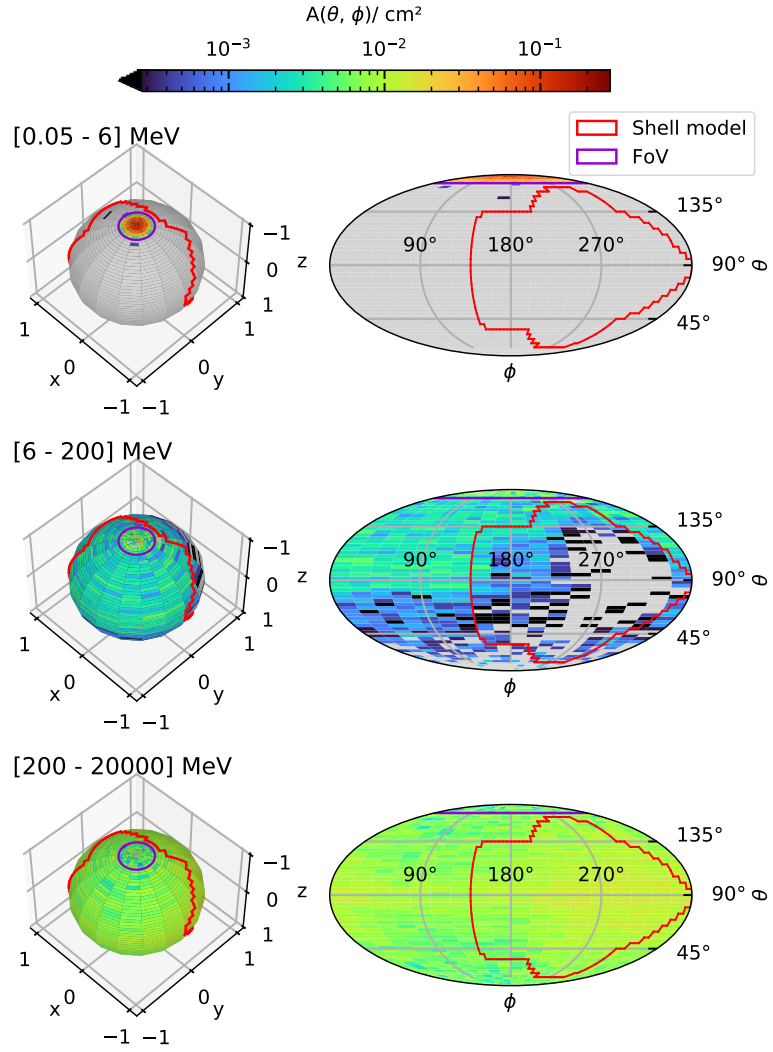 A(θ, ϕ)/ cm²
10⁻³ 10⁻² 10⁻¹
Shell model
FoV
[0.05 - 6] MeV
−1
0 z
1
1 1
0 0
x y
−1 −1
135°
90° 180° 270° 90° θ
45°
ϕ
[6 - 200] MeV
−1
0 z
1
1 1
0 0
x y
−1 −1
135°
90° 180° 270° 90° θ
45°
ϕ
[200 - 20000] MeV
−1
0 z
1
1 1
0 0
x y
−1 −1
135°
90° 180° 270° 90° θ
45°
ϕ